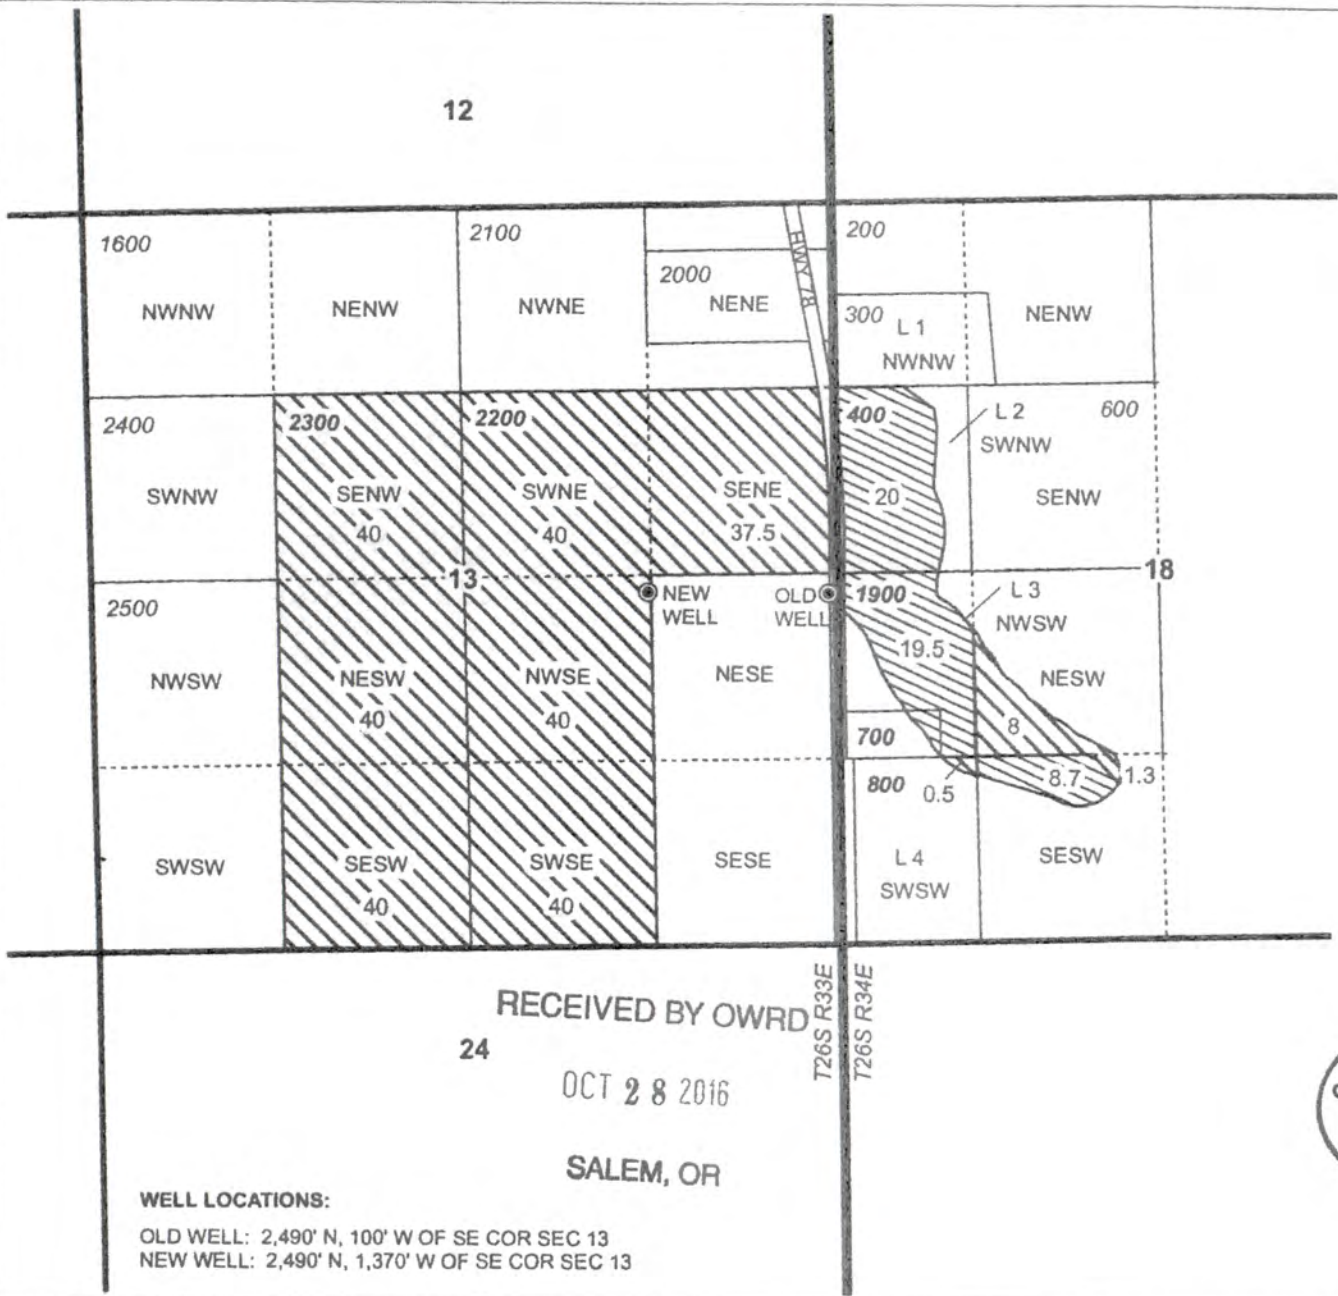 12
1600
2100
2000
HWY 78
200
NWNW
NENW
NWNE
NENE
300
L 1
NWNW
NENW
2400
2300
2200
400
L 2
SWNW
600
SWNW
SENW
40
SWNE
40
SENE
37.5
20
SENW
13
18
2500
NEW
WELL
OLD
WELL
1900
L 3
NWSW
19.5
NWSW
NESW
40
NWSE
40
NESE
NESW
8
700
800
0.5
8.7
1.3
SWSW
SESW
40
SWSE
40
SESE
L 4
SWSW
SESW
T26S R33E
T26S R34E
RECEIVED BY OWRD
24
OCT 28 2016
SALEM, OR
WELL LOCATIONS:
OLD WELL: 2,490' N, 100' W OF SE COR SEC 13
NEW WELL: 2,490' N, 1,370' W OF SE COR SEC 13